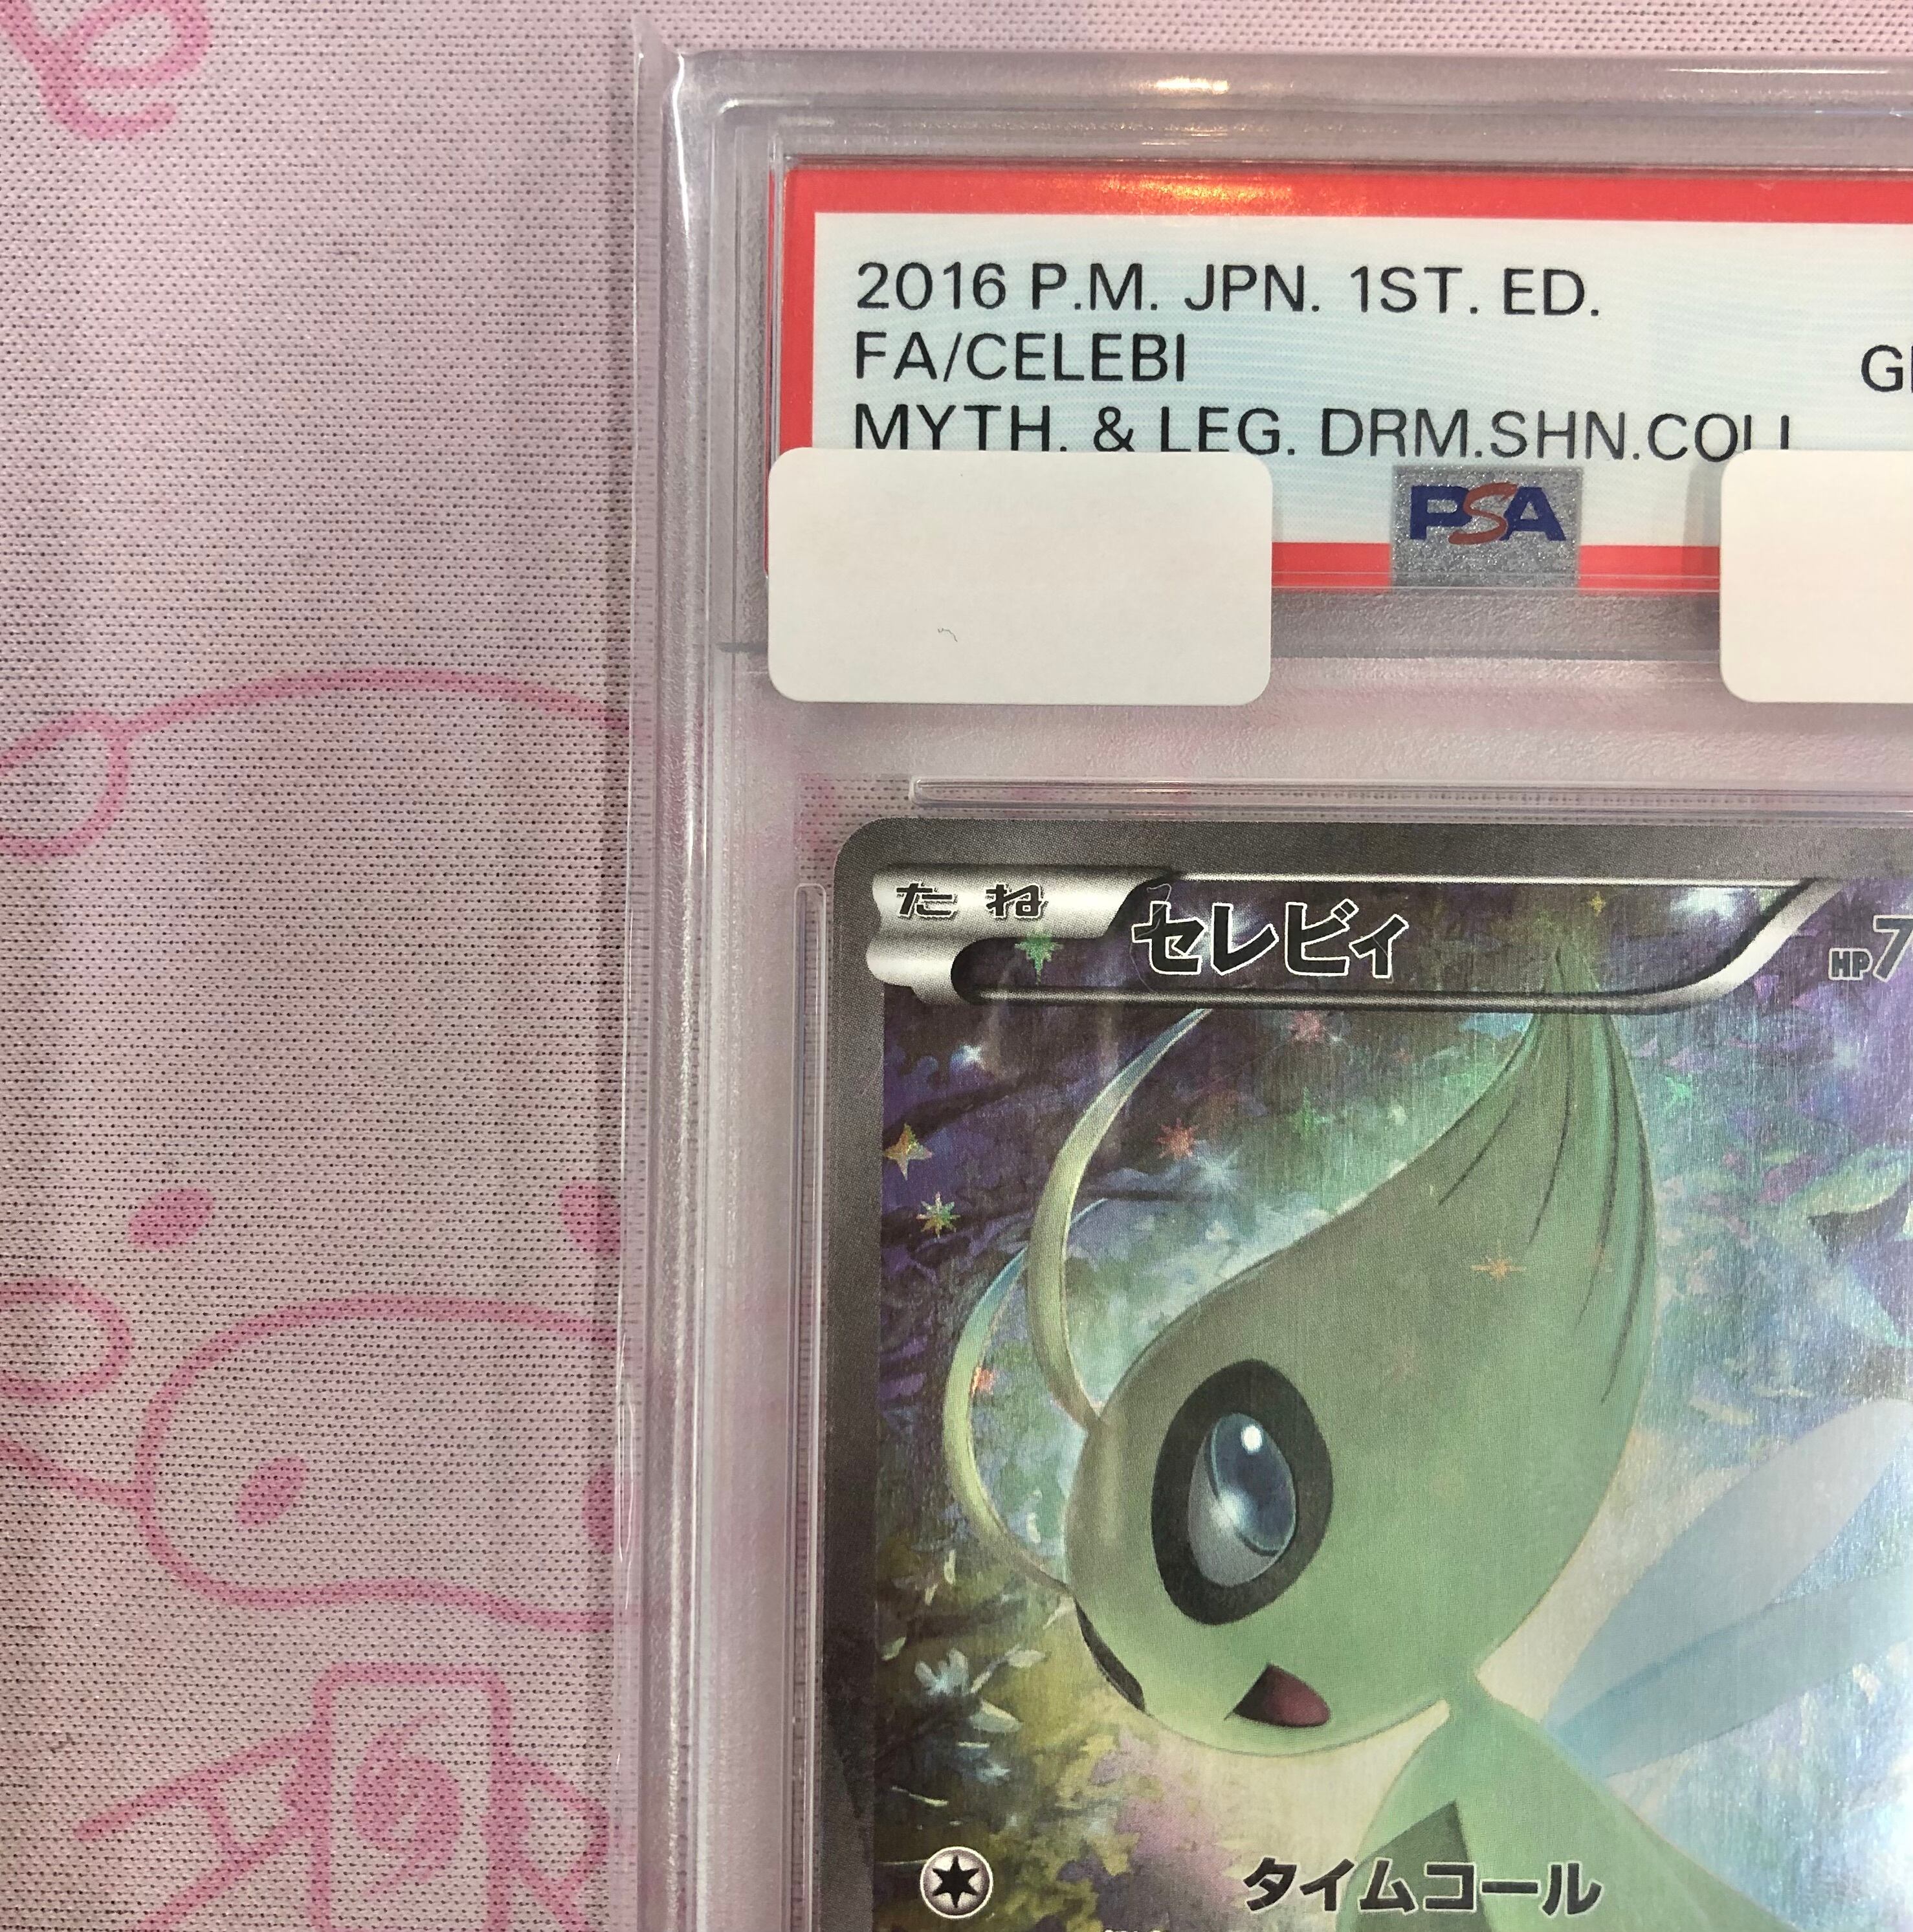 2016 P.M. JPN. 1ST. ED.
FA/CELEBI
MYTH. & LEG. DRM.SHN.COLL
PSA
たね セレビィ HP7
タイムコール